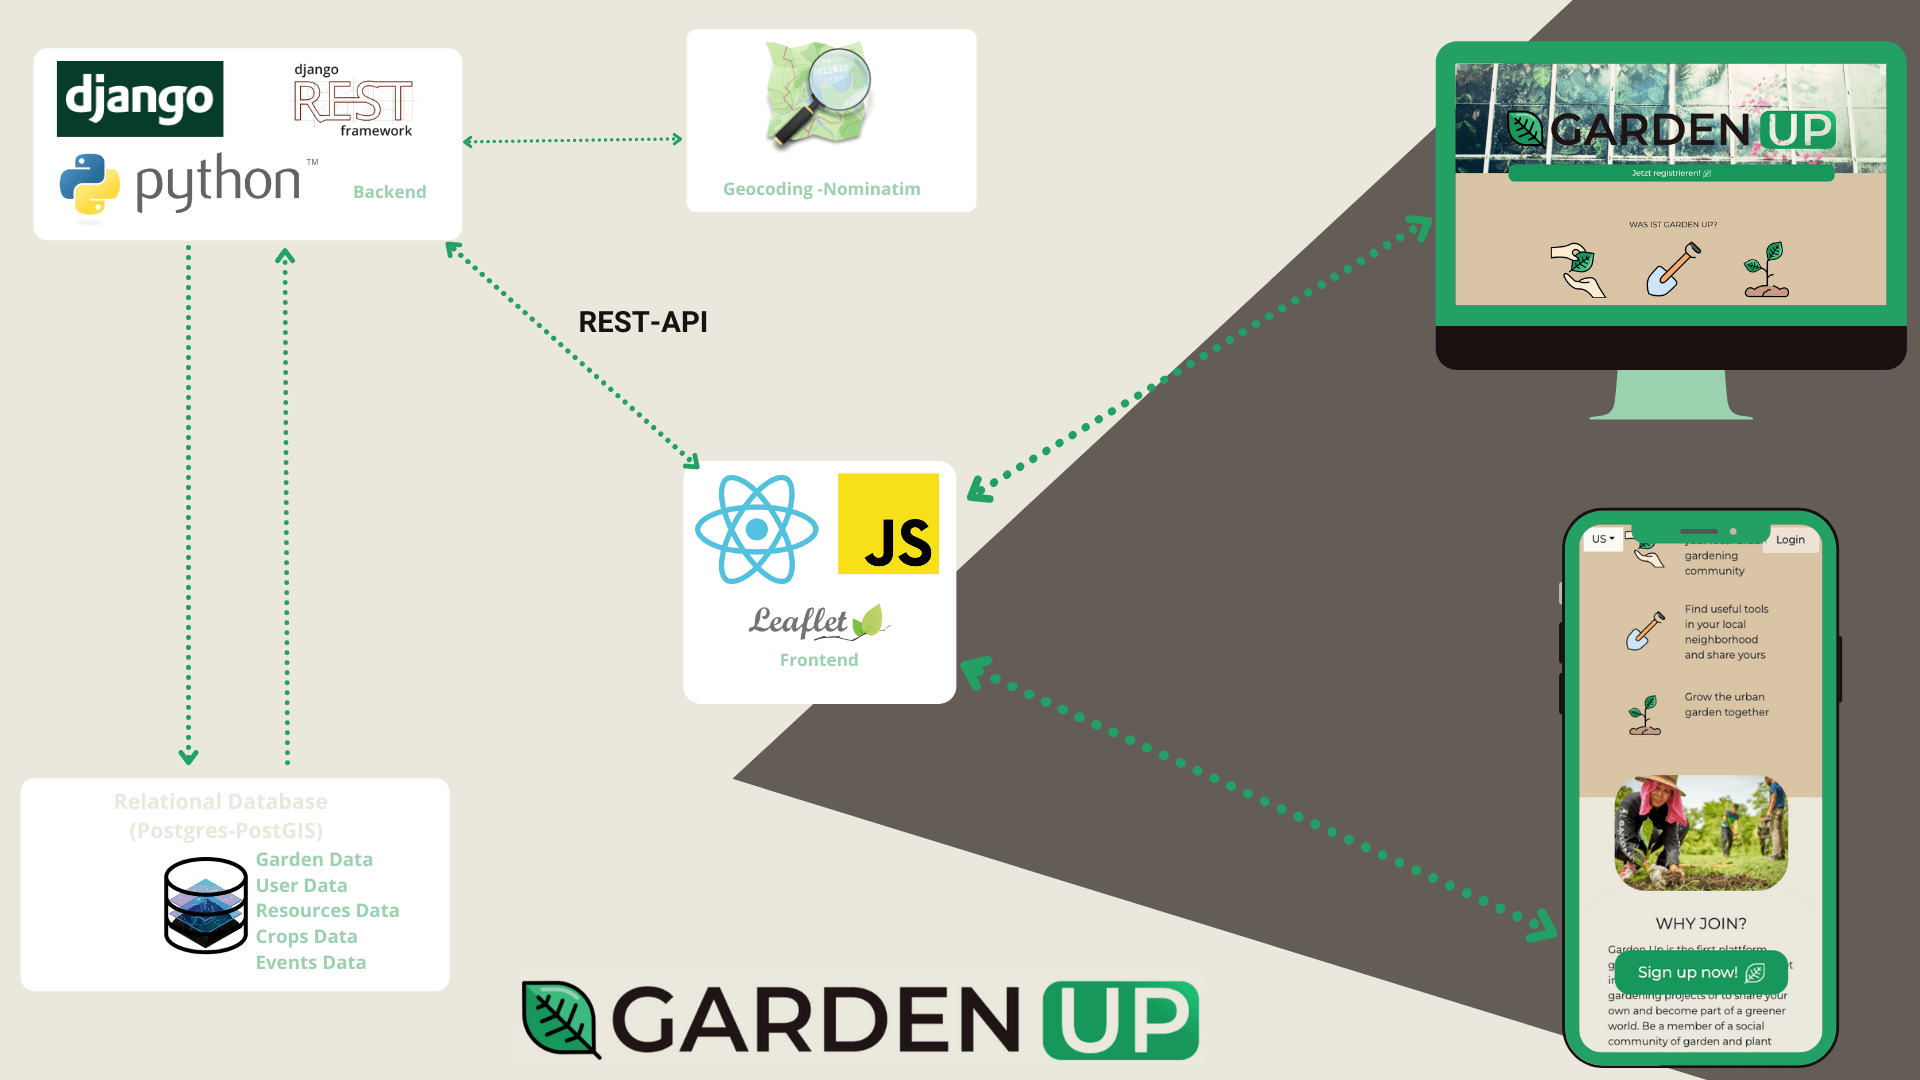 django
django
REST
framework
python™
Backend
Geocoding -Nominatim
REST-API
JS
Leaflet
Frontend
Relational Database
(Postgres-PostGIS)
Garden Data
User Data
Resources Data
Crops Data
Events Data
GARDEN UP
GARDEN UP
Jetzt registrieren!
WAS IST GARDEN UP?
US
Login
gardening
community
Find useful tools
in your local
neighborhood
and share yours
Grow the urban
garden together
WHY JOIN?
Garden Up is the first plattform
Sign up now!
gardening projects or to share your
own and become part of a greener
world. Be a member of a social
community of garden and plant